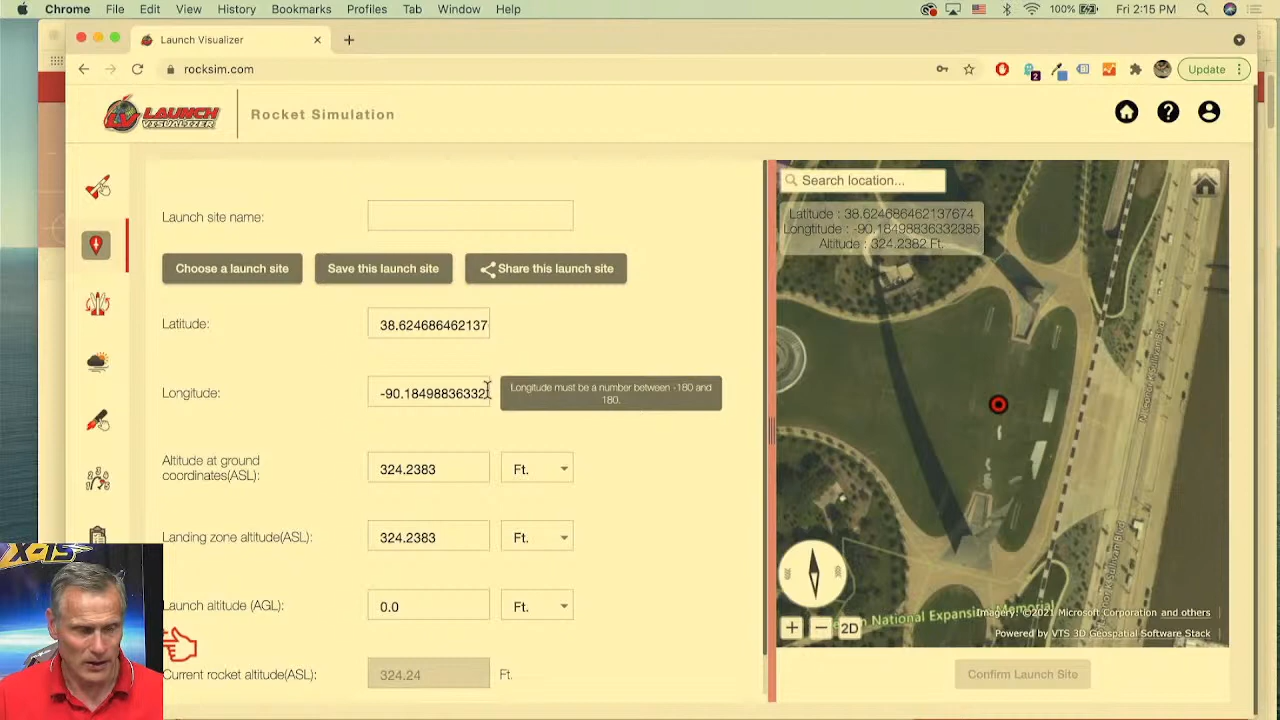 Chrome File Edit View History Bookmarks Profiles Tab Window Help 100% Fri 2:15 PM
Launch Visualizer
rocksim.com
2
Update
LAUNCH
VISUALIZER
Rocket Simulation
Launch site name:
Choose a launch site Save this launch site Share this launch site
Latitude: 38.624686462137
Longitude: -90.184988363323
Longitude must be a number between -180 and
180.
Altitude at ground
coordinates(ASL):
324.2383 Ft.
Landing zone altitude(ASL): 324.2383 Ft.
Launch altitude (AGL): 0.0 Ft.
Current rocket altitude(ASL): 324.24 Ft.
Search location...
Latitude : 38.624686462137674
Longtitude : -90.18498836332385
Altitude : 324.2382 Ft.
National Expansion Memorial
2D
Imagery: ©2021 Microsoft Corporation and others
Powered by VTS 3D Geospatial Software Stack
Confirm Launch Site